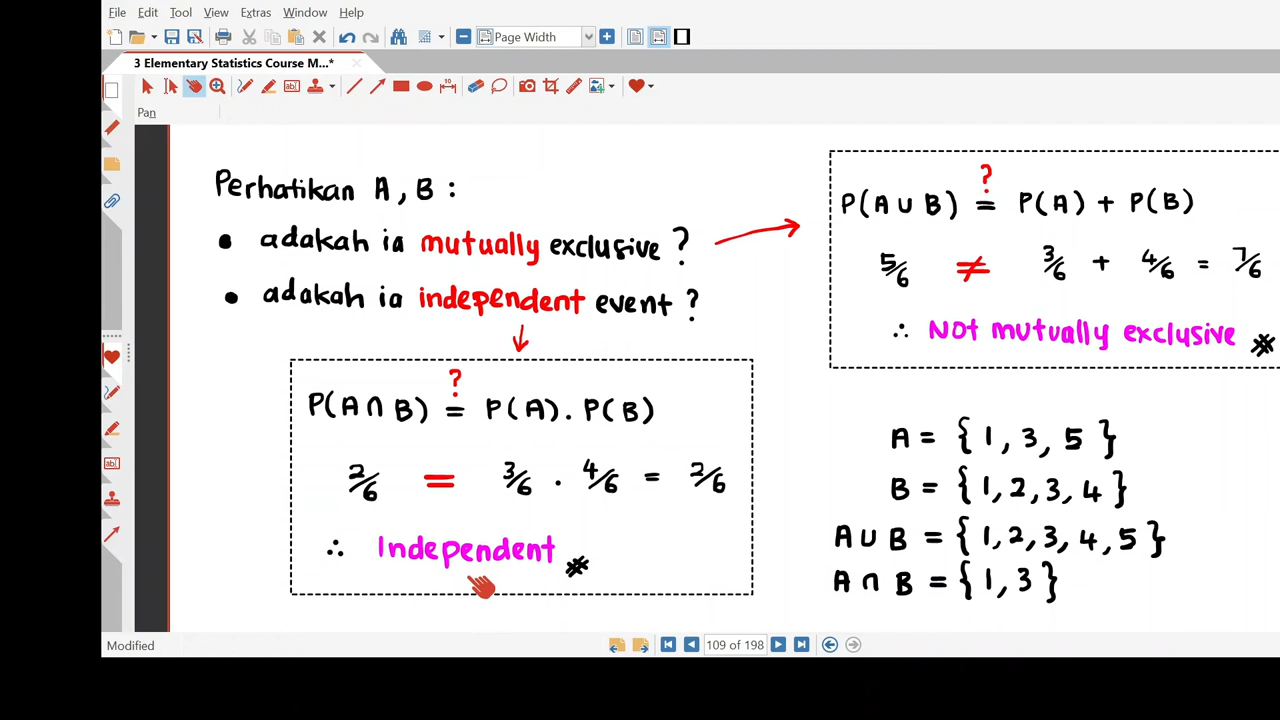 File Edit Tool View Extras Window Help
Page Width
3 Elementary Statistics Course M...*
Pan
Perhatikan A, B :
• adakah ia mutually exclusive ?
• adakah ia independent event ?
?
P(A ∪ B) = P(A) + P(B)
5/6 ≠ 3/6 + 4/6 = 7/6
∴ Not mutually exclusive *
?
P(A ∩ B) = P(A) . P(B)
2/6 = 3/6 . 4/6 = 2/6
∴ Independent *
A = {1, 3, 5}
B = {1, 2, 3, 4}
A ∪ B = {1, 2, 3, 4, 5}
A ∩ B = {1, 3}
Modified
109 of 198